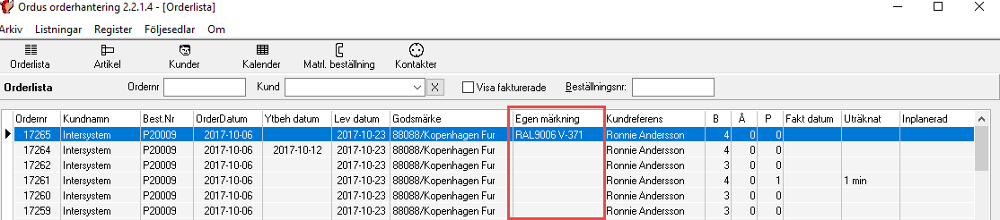 Ordus orderhantering 2.2.1.4 - [Orderlista]
Arkiv Listningar Register Följesedlar Om
Orderlista Artikel Kunder Kalender Matrl. beställning Kontakter
Orderlista Ordernr Kund X Visa fakturerade Beställningsnr:
Ordernr Kundnamn Best.Nr OrderDatum Ytbeh datum Lev datum Godsmärke Egen märkning Kundreferens B Å P Fakt datum Uträknat Inplanerad
17265 Intersystem P20009 2017-10-06 2017-10-23 88088/Kopenhagen Fur RAL9006 V-371 Ronnie Andersson 4 0 0
17264 Intersystem P20009 2017-10-06 2017-10-12 2017-10-23 88088/Kopenhagen Fur Ronnie Andersson 4 0 0
17262 Intersystem P20009 2017-10-06 2017-10-23 88088/Kopenhagen Fur Ronnie Andersson 3 0 0
17261 Intersystem P20009 2017-10-06 2017-10-23 88088/Kopenhagen Fur Ronnie Andersson 4 0 1 1 min
17260 Intersystem P20009 2017-10-06 2017-10-23 88088/Kopenhagen Fur Ronnie Andersson 3 0 0
17259 Intersystem P20009 2017-10-06 2017-10-23 88088/Kopenhagen Fur Ronnie Andersson 3 0 0